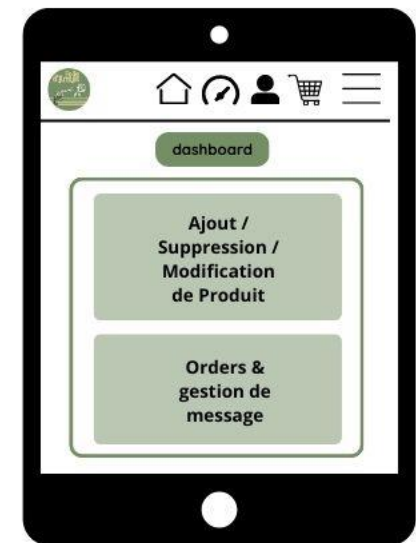 dashboard
Ajout /
Suppression /
Modification
de Produit
Orders &
gestion de
message